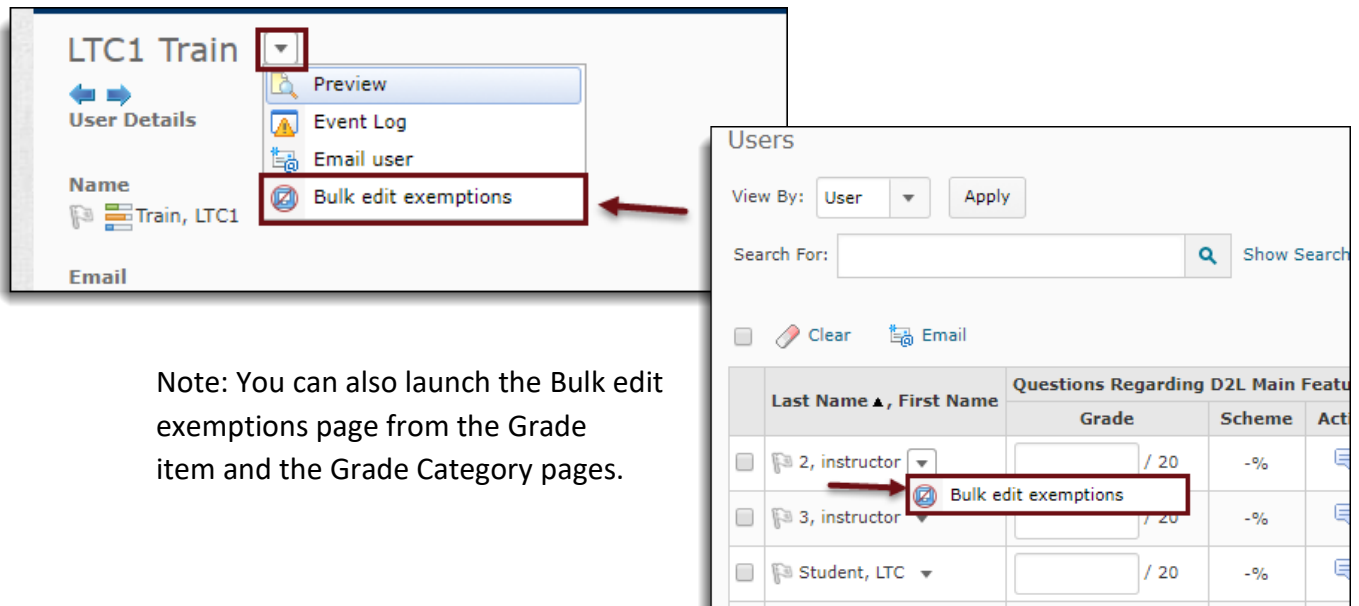 LTC1 Train
Preview
User Details
Event Log
Email user
Name
Bulk edit exemptions
Train, LTC1
Email
Note: You can also launch the Bulk edit
exemptions page from the Grade
item and the Grade Category pages.
Users
View By: User Apply
Search For: Show Search
Clear Email
Last Name ▲, First Name
Questions Regarding D2L Main Featu
Grade Scheme Acti
2, instructor / 20 -%
Bulk edit exemptions
3, instructor / 20 -%
Student, LTC / 20 -%